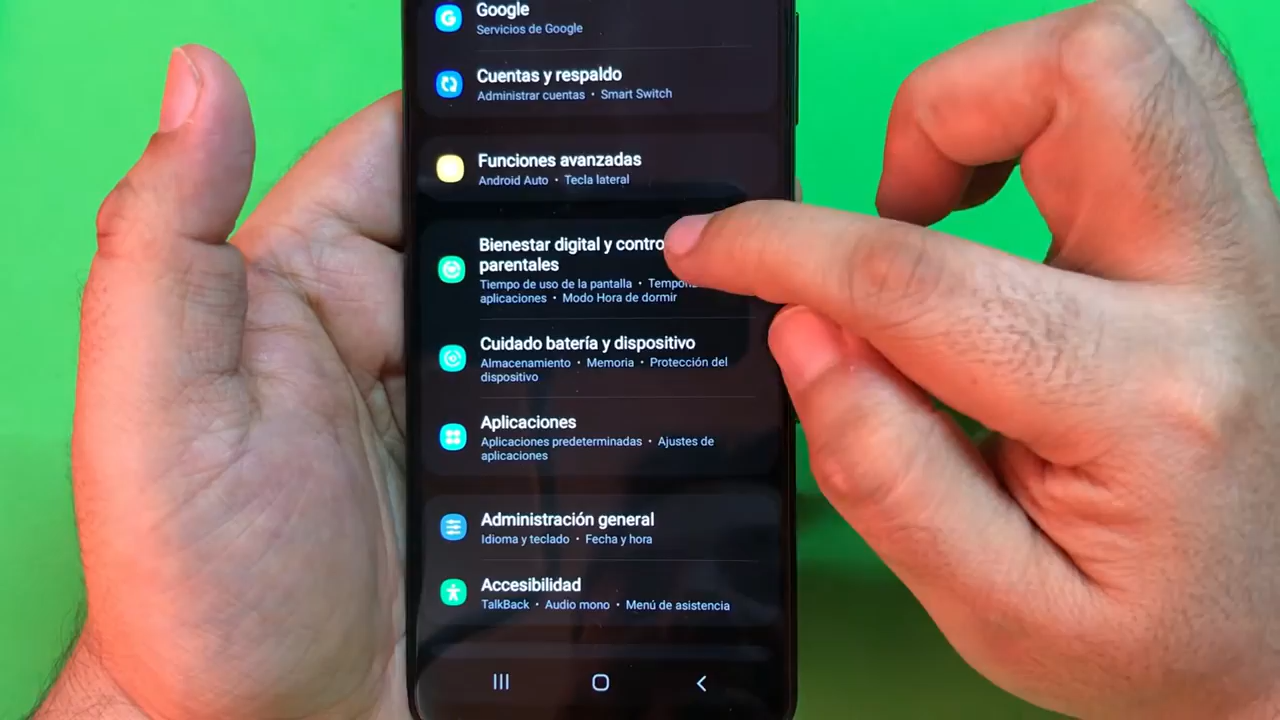 Google
Servicios de Google
Cuentas y respaldo
Administrar cuentas • Smart Switch
Funciones avanzadas
Android Auto • Tecla lateral
Bienestar digital y contro
parentales
Tiempo de uso de la pantalla •
aplicaciones • Modo Hora de dormir
Cuidado batería y dispositivo
Almacenamiento • Memoria • Protección del
dispositivo
Aplicaciones
Aplicaciones predeterminadas • Ajustes de
aplicaciones
Administración general
Idioma y teclado • Fecha y hora
Accesibilidad
TalkBack • Audio mono • Menú de asistencia